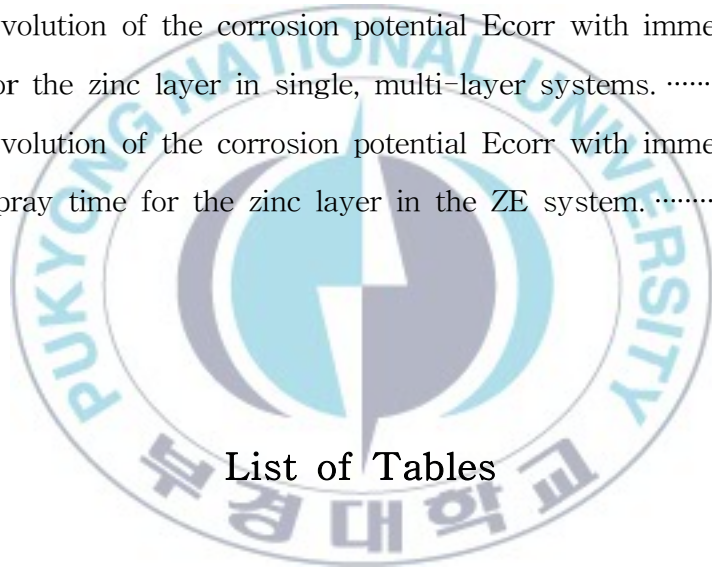 volution of the corrosion potential Ecorr with imme
or the zinc layer in single, multi-layer systems. ·······
volution of the corrosion potential Ecorr with imme
pray time for the zinc layer in the ZE system. ········
PUKYONG NATIONAL UNIVERSITY
List of Tables
부경대학교